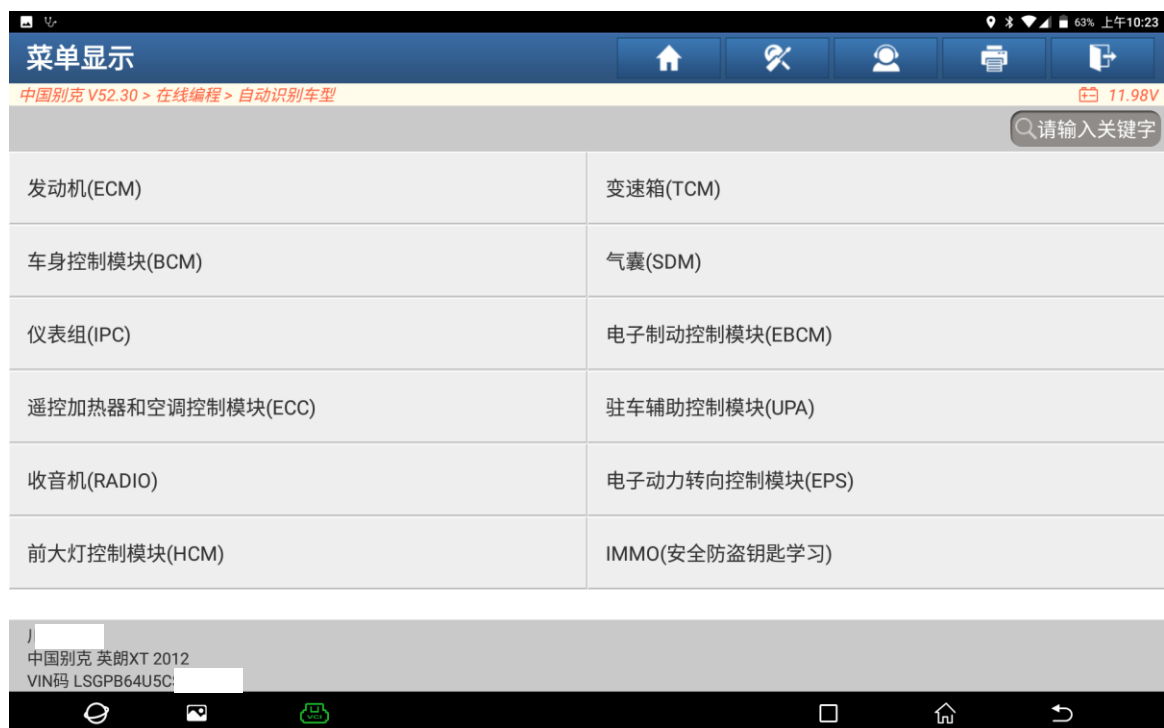 63% 上午10:23
菜单显示
中国别克 V52.30 > 在线编程 > 自动识别车型 11.98V
请输入关键字
发动机(ECM) 变速箱(TCM)
车身控制模块(BCM) 气囊(SDM)
仪表组(IPC) 电子制动控制模块(EBCM)
遥控加热器和空调控制模块(ECC) 驻车辅助控制模块(UPA)
收音机(RADIO) 电子动力转向控制模块(EPS)
前大灯控制模块(HCM) IMMO(安全防盗钥匙学习)
中国别克 英朗XT 2012
VIN码 LSGPB64U5C
VCI